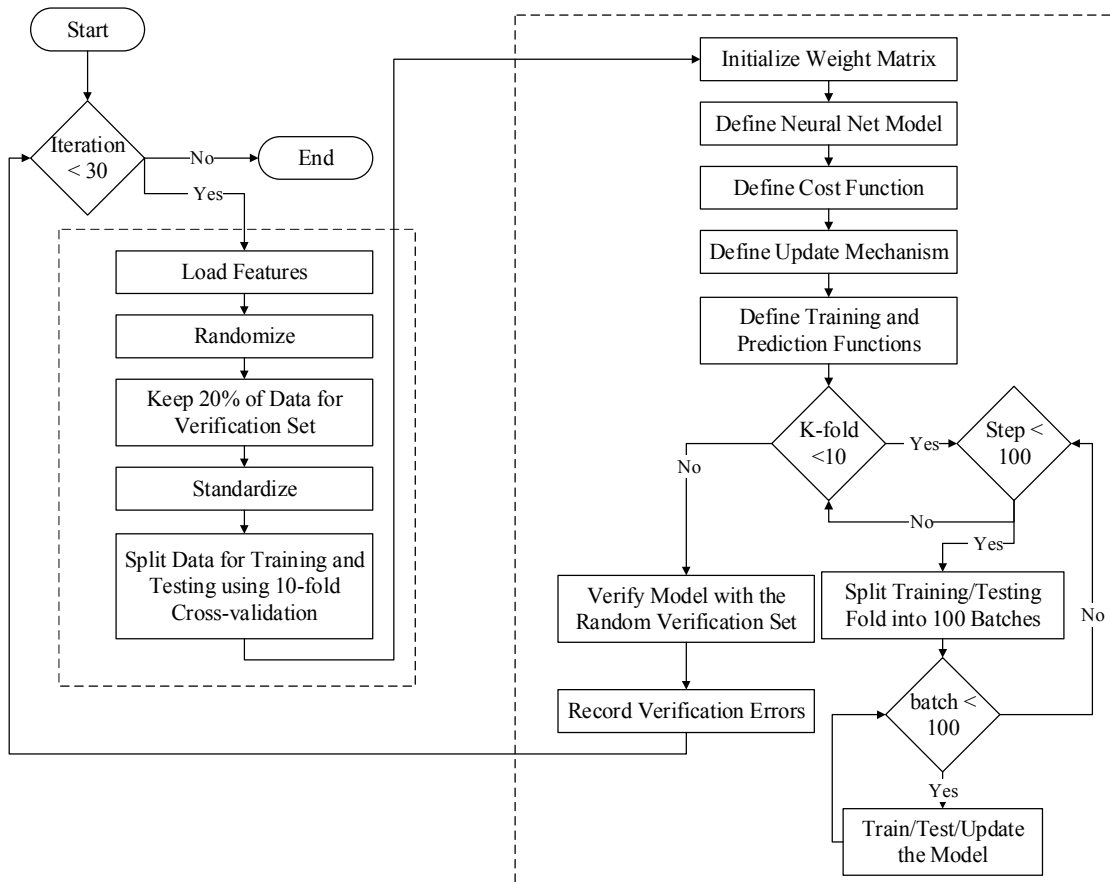 Start
Iteration
< 30
No
End
Yes
Load Features
Randomize
Keep 20% of Data for
Verification Set
Standardize
Split Data for Training and
Testing using 10-fold
Cross-validation
Initialize Weight Matrix
Define Neural Net Model
Define Cost Function
Define Update Mechanism
Define Training and
Prediction Functions
K-fold
<10
Yes
Step <
100
No
No
Yes
Verify Model with the
Random Verification Set
Split Training/Testing
Fold into 100 Batches
No
Record Verification Errors
batch <
100
Yes
Train/Test/Update
the Model